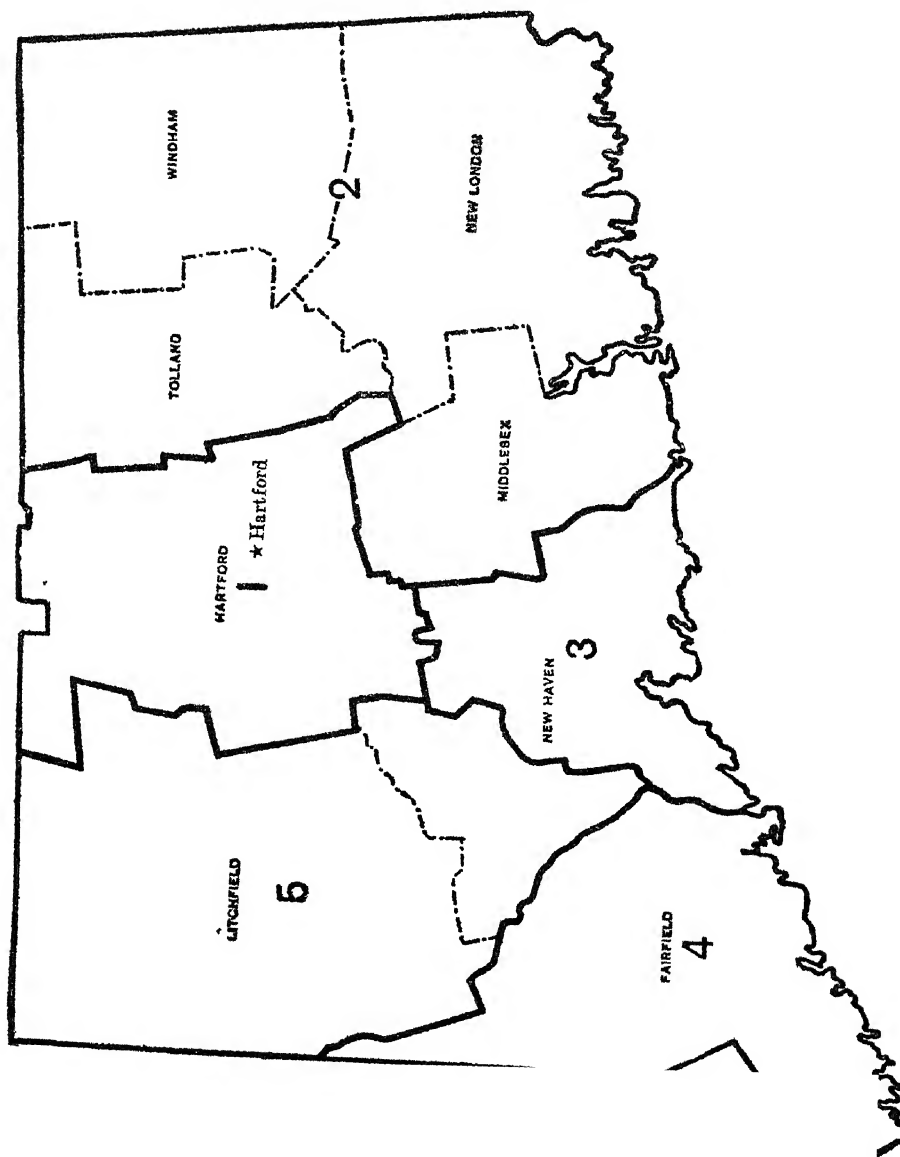 LITCHFIELD
5
HARTFORD
1
★ Hartford
TOLLAND
WINDHAM
2
NEW LONDON
MIDDLESEX
NEW HAVEN
3
FAIRFIELD
4